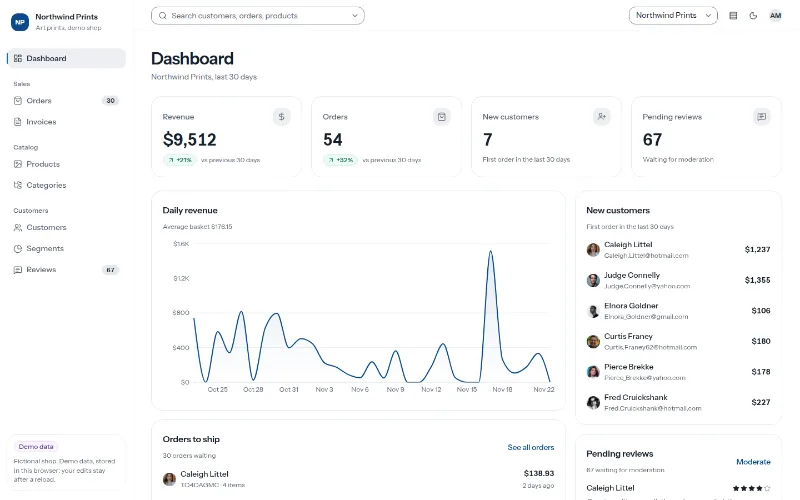 NP
Northwind Prints
Art prints, demo shop
Dashboard
Sales
Orders 30
Invoices
Catalog
Products
Categories
Customers
Customers
Segments
Reviews 67
Demo data
Fictional shop. Demo data, stored
in this browser: your edits stay
after a reload.
Search customers, orders, products
Northwind Prints
AM
Dashboard
Northwind Prints, last 30 days
Revenue
$9,512
+21% vs previous 30 days
Orders
54
+32% vs previous 30 days
New customers
7
First order in the last 30 days
Pending reviews
67
Waiting for moderation
Daily revenue
Average basket $176.15
$1.6K
$1.2K
$800
$400
$0
Oct 25 Oct 28 Oct 31 Nov 3 Nov 6 Nov 9 Nov 12 Nov 15 Nov 18 Nov 22
New customers
First order in the last 30 days
Caleigh Littel $1,237
Caleigh.Littel@hotmail.com
Judge Connelly $1,355
Judge.Connelly@yahoo.com
Elnora Goldner $106
Elnora_Goldner@gmail.com
Curtis Franey $180
Curtis.Franey62@hotmail.com
Pierce Brekke $178
Pierce_Brekke@yahoo.com
Fred Cruickshank $227
Fred.Cruickshank@hotmail.com
Orders to ship
See all orders
30 orders waiting
Caleigh Littel $138.93
4 items 2 days ago
Pending reviews
Moderate
67 waiting for moderation
Caleigh Littel